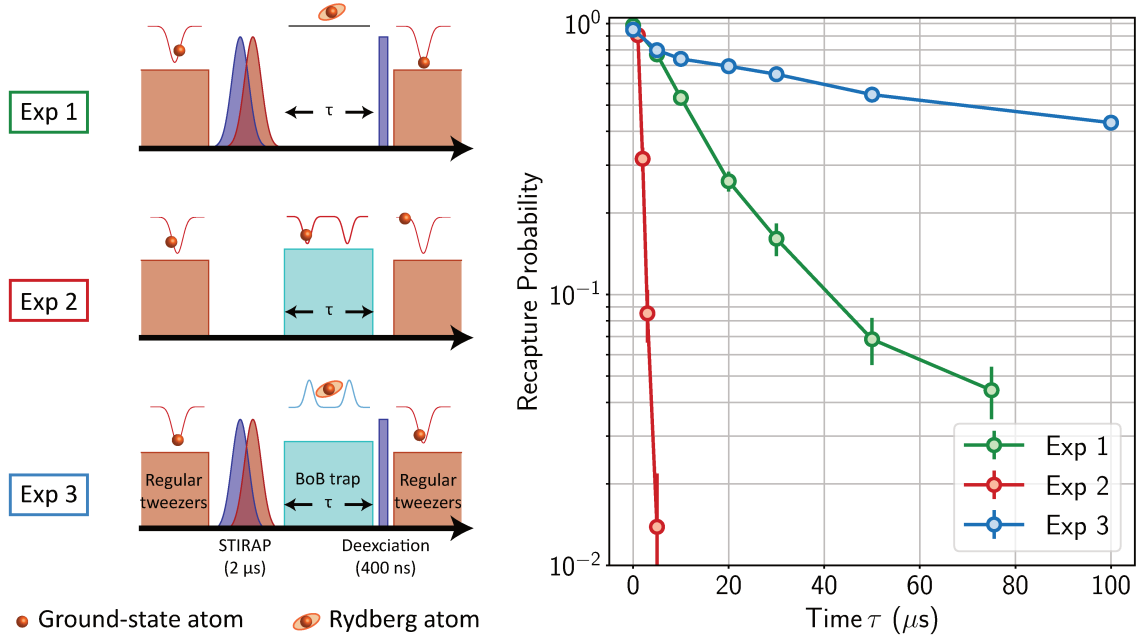 Exp 1
τ
Exp 2
τ
Exp 3
Regular
tweezers
BoB trap
τ
Regular
tweezers
STIRAP
(2 μs)
Deexciation
(400 ns)
Ground-state atom
Rydberg atom
Recapture Probability
10⁰
10⁻¹
10⁻²
0
20
40
60
80
100
Time τ (μs)
Exp 1
Exp 2
Exp 3